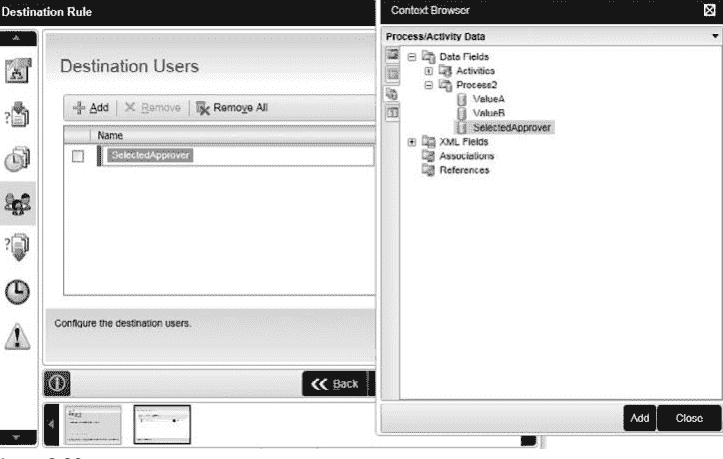 Destination Rule
Context Browser
Process/Activity Data
Destination Users
Add Remove Remove All
Name
SelectedApprover
Data Fields
Activities
Process2
ValueA
ValueB
SelectedApprover
XML Fields
Associations
References
Configure the destination users.
Back
Add Close